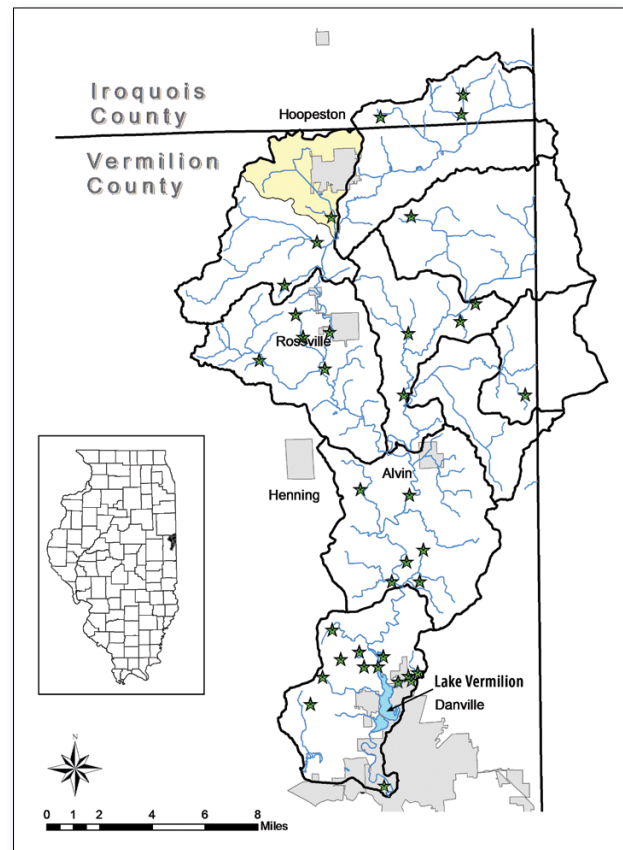 Iroquois
County
Hoopeston
Vermilion
County
Rossville
Alvin
Henning
Lake Vermilion
Danville
N
0 1 2 4 6 8
Miles